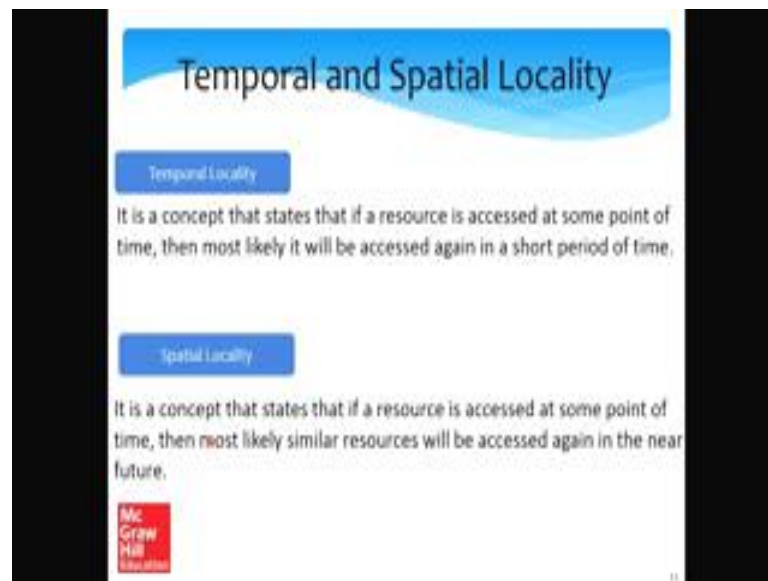 Temporal and Spatial Locality
Temporal Locality
It is a concept that states that if a resource is accessed at some point of
time, then most likely it will be accessed again in a short period of time.
Spatial Locality
It is a concept that states that if a resource is accessed at some point of
time, then most likely similar resources will be accessed again in the near
future.
Mc
Graw
Hill
Education